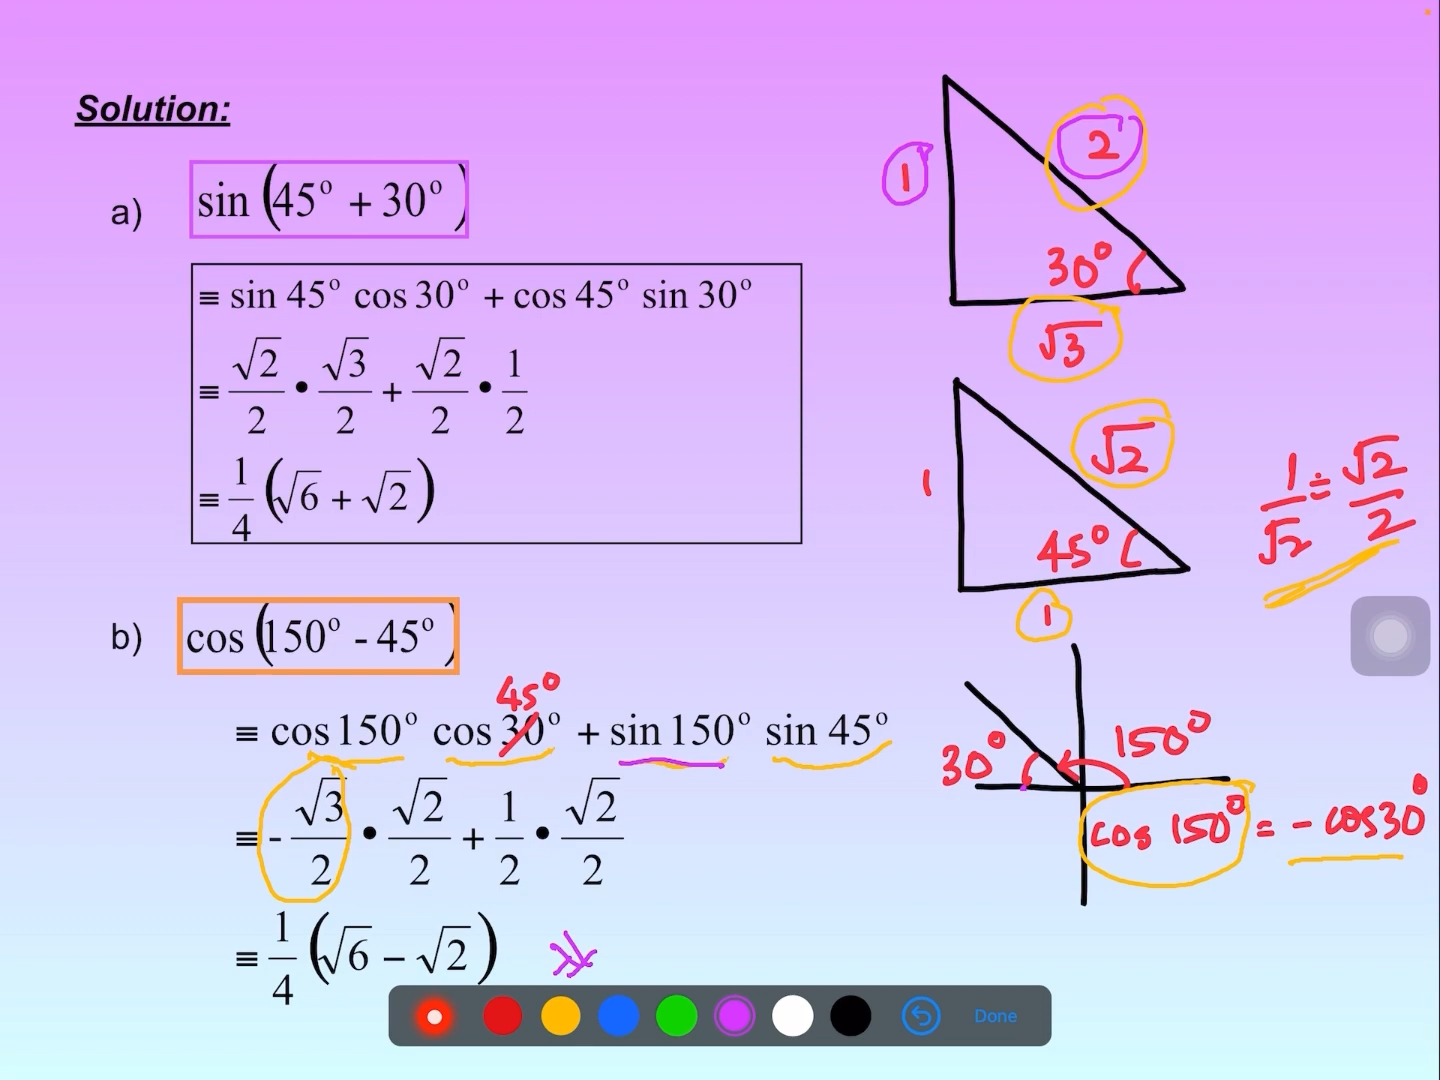 Solution:
a) sin (45° + 30°)
≡ sin 45° cos 30° + cos 45° sin 30°
≡ √2/2 • √3/2 + √2/2 • 1/2
≡ 1/4 (√6 + √2)
b) cos (150° - 45°)
45°
≡ cos 150° cos 30° + sin 150° sin 45°
≡ - √3/2 • √2/2 + 1/2 • √2/2
≡ 1/4 (√6 − √2)
1
2
30°
√3
1
√2
45°
1
1/√2 ÷ √2/2
30°
150°
cos 150° = − cos 30°
Done